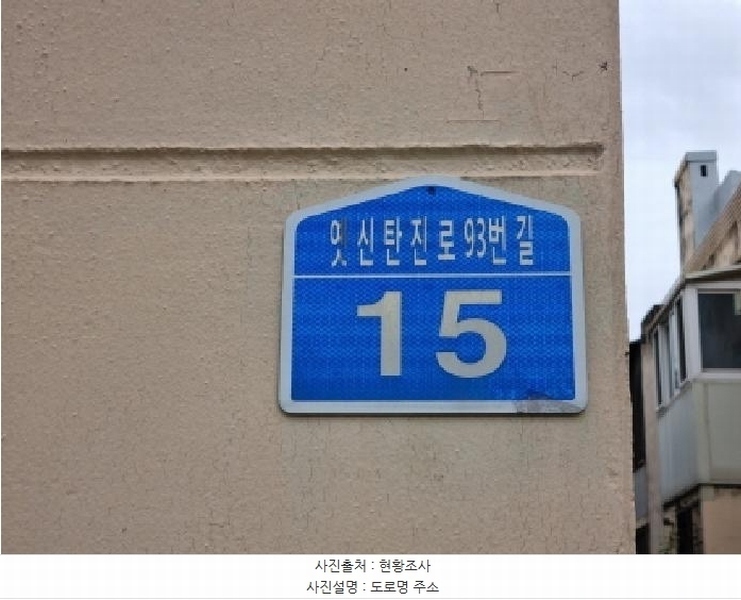 옛신탄진로93번길
15
사진출처 : 현황조사
사진설명 : 도로명 주소